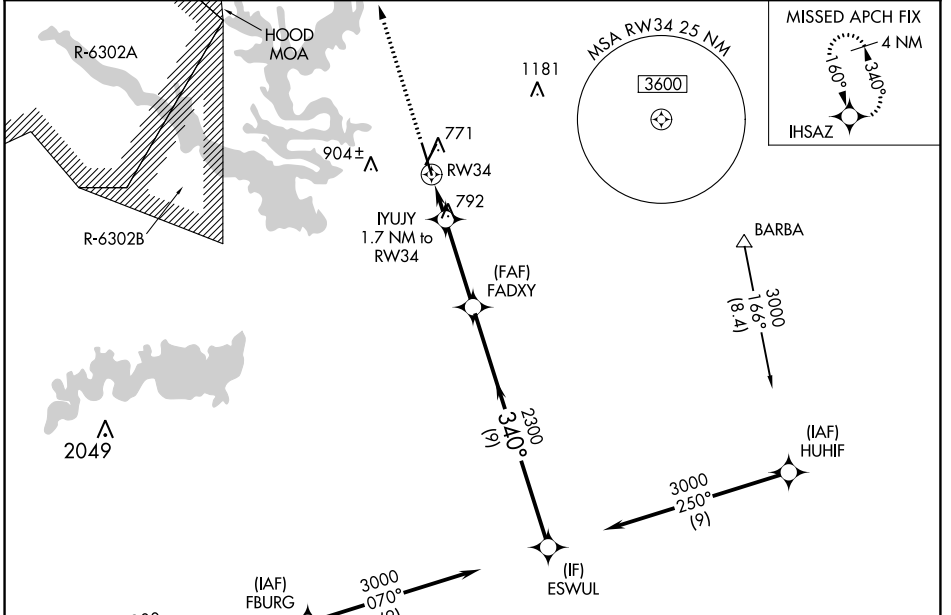 R-6302A
HOOD
MOA
R-6302B
904±
771
RW34
792
IYUJY
1.7 NM to
RW34
(FAF)
FADXY
1181
MSA RW34 25 NM
3600
MISSED APCH FIX
4 NM
160°
340°
IHSAZ
BARBA
3000
166°
(8.4)
2049
2300
340°
(9)
(IAF)
HUHIF
3000
250°
(9)
(IF)
ESWUL
(IAF)
FBURG
3000
070°